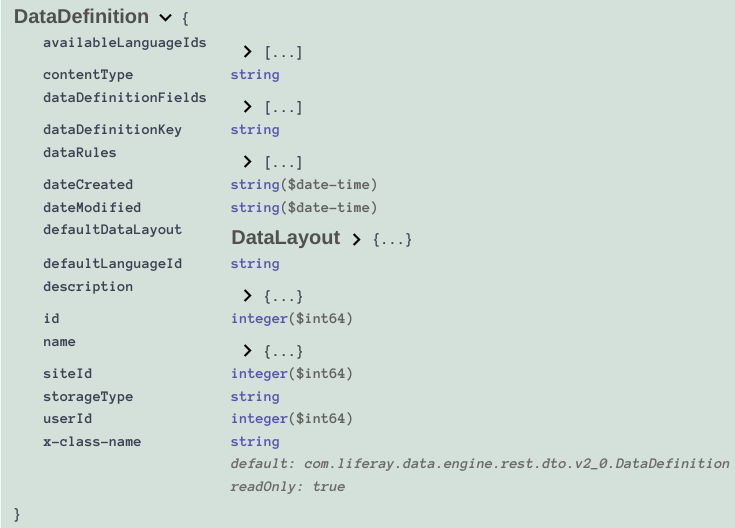 DataDefinition {
availableLanguageIds [...]
contentType string
dataDefinitionFields [...]
dataDefinitionKey string
dataRules [...]
dateCreated string($date-time)
dateModified string($date-time)
defaultDataLayout DataLayout {...}
defaultLanguageId string
description {...}
id integer($int64)
name {...}
siteId integer($int64)
storageType string
userId integer($int64)
x-class-name string
default: com.liferay.data.engine.rest.dto.v2_0.DataDefinition
readOnly: true
}